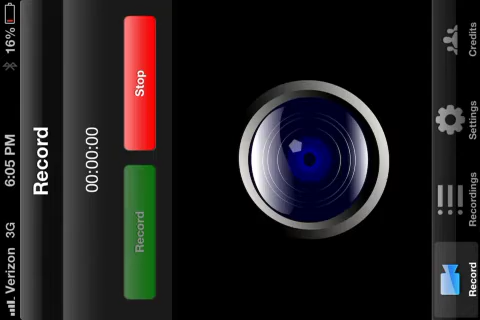 Verizon 3G 6:05 PM 16%
Record
00:00:00
Record Stop
Record Recordings Settings Credits